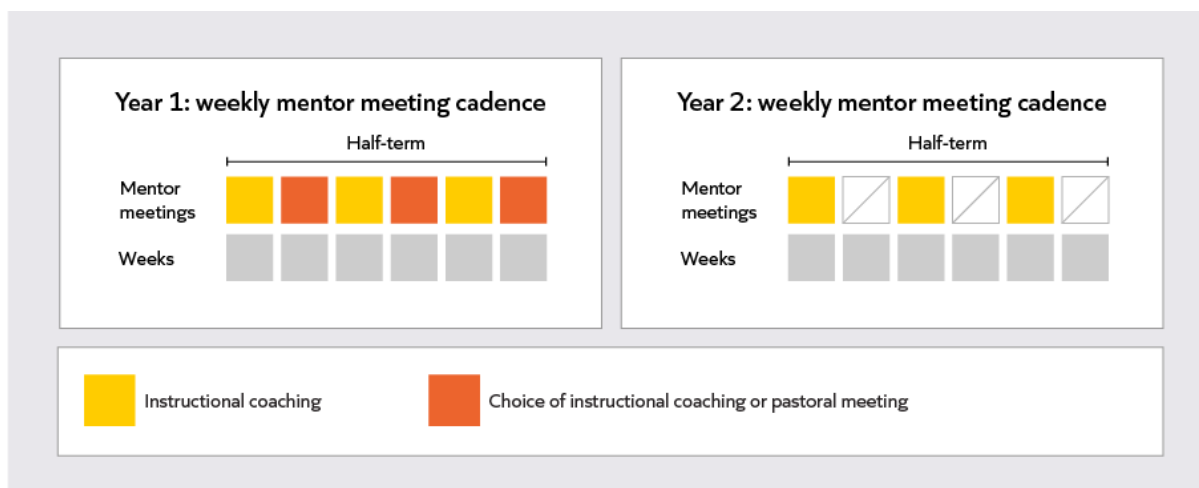 Year 1: weekly mentor meeting cadence
Half-term
Mentor
meetings
Weeks
Year 2: weekly mentor meeting cadence
Half-term
Mentor
meetings
Weeks
Instructional coaching
Choice of instructional coaching or pastoral meeting